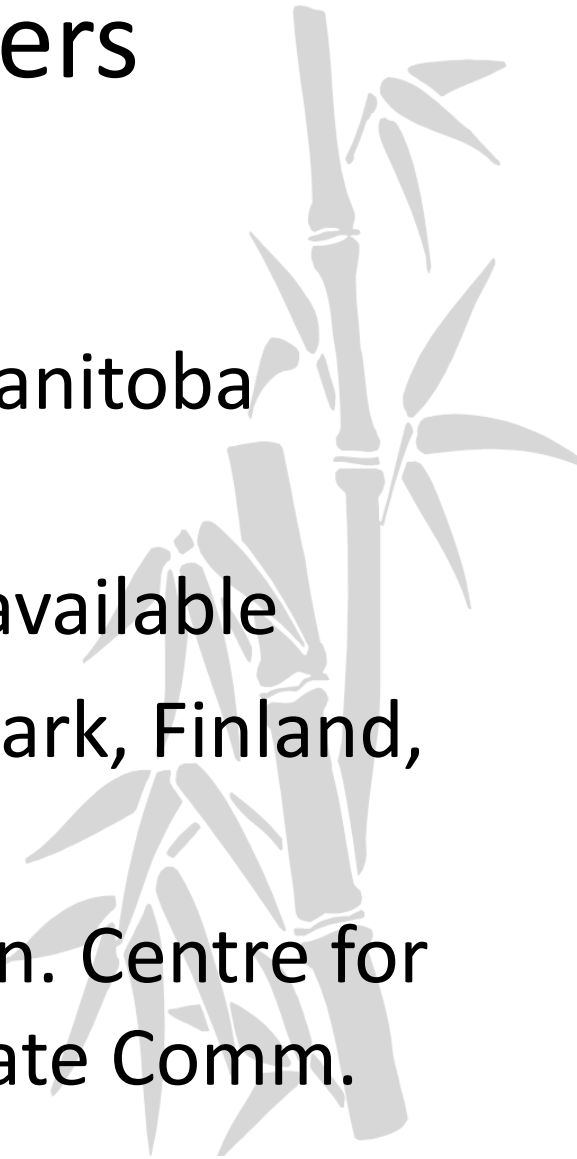 ers
anitoba
available
ark, Finland,
n. Centre for
ate Comm.